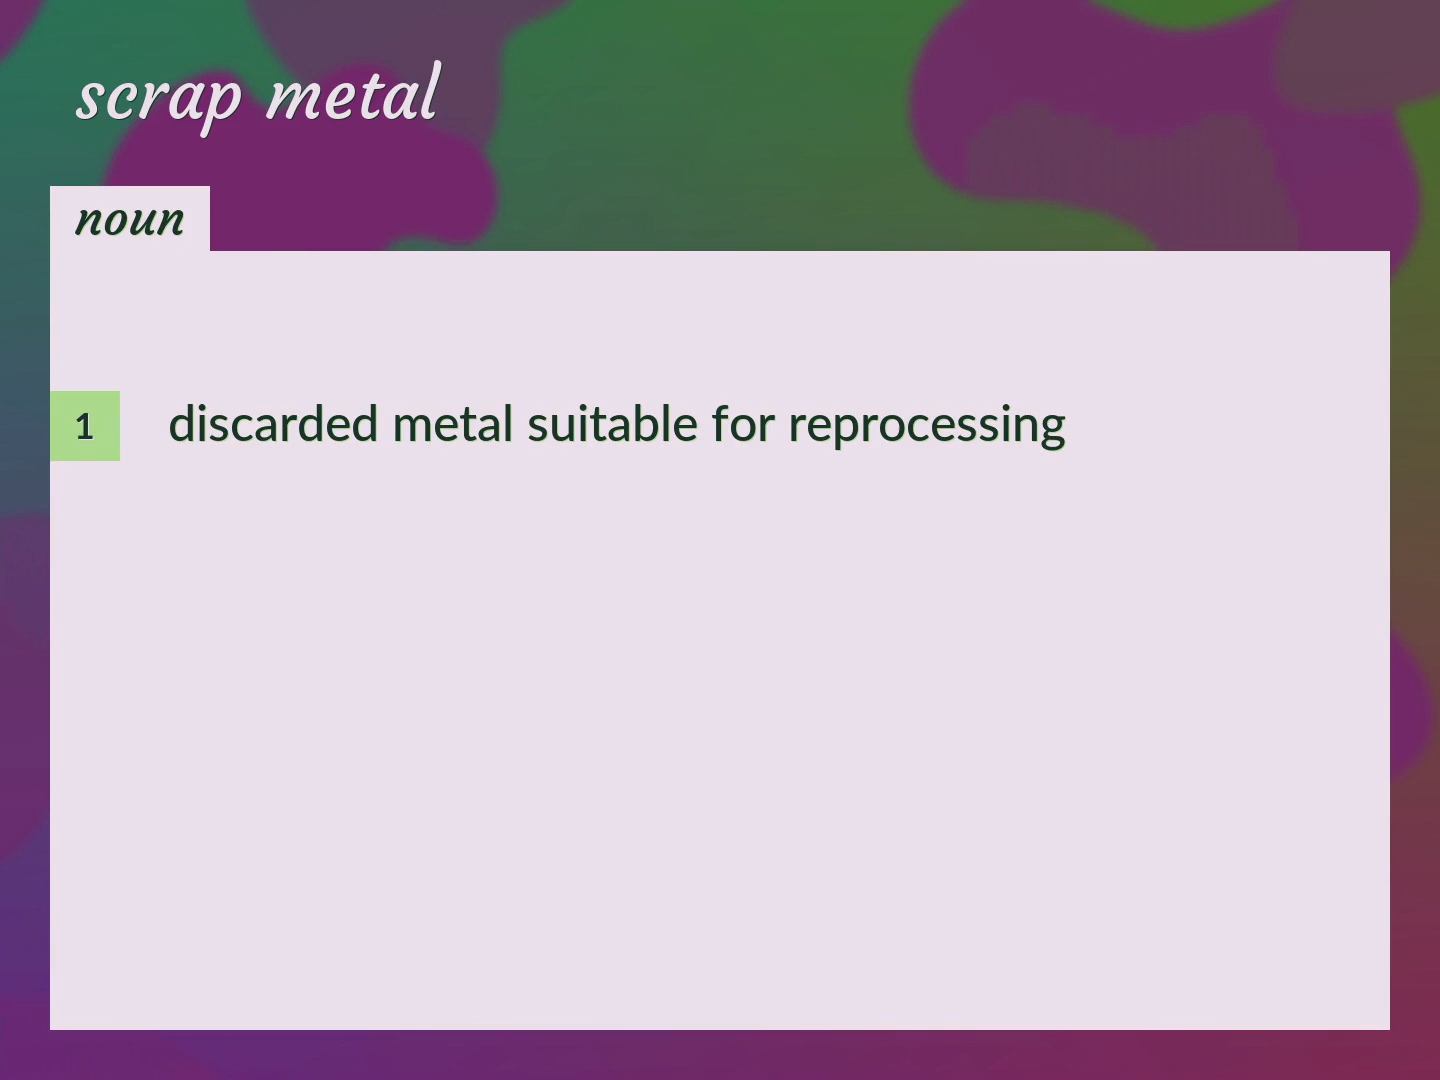 scrap metal
noun
1 discarded metal suitable for reprocessing